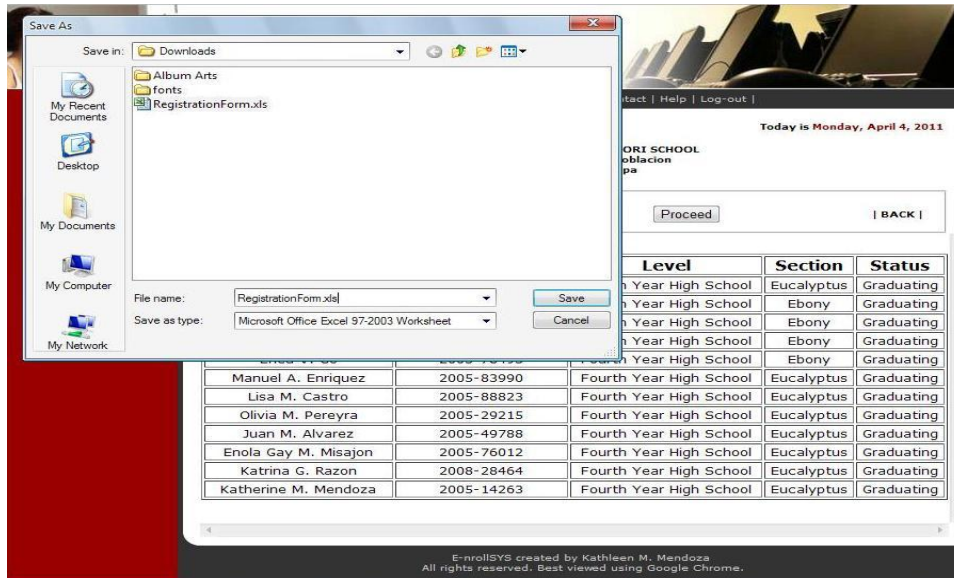 Save As
Save in: Downloads
My Recent Documents
Desktop
My Documents
My Computer
My Network
Album Arts
fonts
RegistrationForm.xls
File name: RegistrationForm.xls Save
Save as type: Microsoft Office Excel 97-2003 Worksheet Cancel
| Help | Log-out |
Today is Monday, April 4, 2011
SCHOOL
Proceed | BACK |
Level Section Status
Year High School Eucalyptus Graduating
Year High School Ebony Graduating
Year High School Ebony Graduating
Year High School Ebony Graduating
Fourth Year High School Ebony Graduating
Manuel A. Enriquez 2005-83990 Fourth Year High School Eucalyptus Graduating
Lisa M. Castro 2005-88823 Fourth Year High School Eucalyptus Graduating
Olivia M. Pereyra 2005-29215 Fourth Year High School Eucalyptus Graduating
Juan M. Alvarez 2005-49788 Fourth Year High School Eucalyptus Graduating
Enola Gay M. Misajon 2005-76012 Fourth Year High School Eucalyptus Graduating
Katrina G. Razon 2008-28464 Fourth Year High School Eucalyptus Graduating
Katherine M. Mendoza 2005-14263 Fourth Year High School Eucalyptus Graduating
E-nrollSYS created by Kathleen M. Mendoza
All rights reserved. Best viewed using Google Chrome.